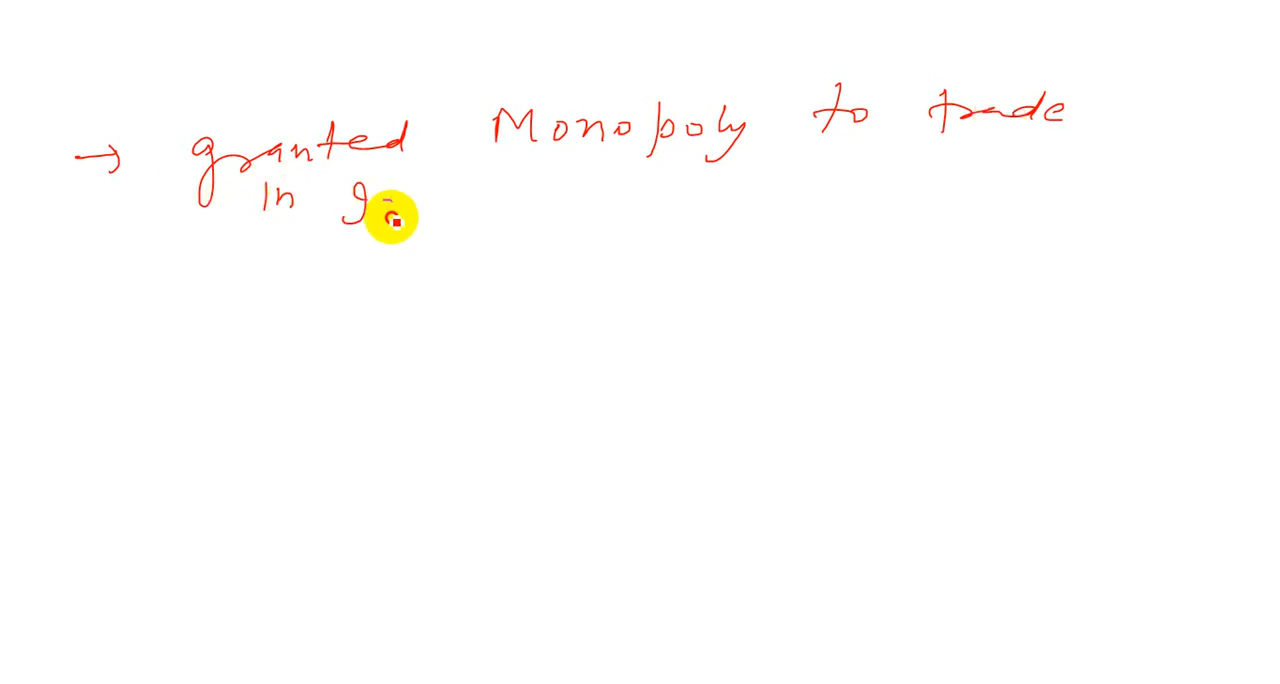 → granted Monopoly to trade
in